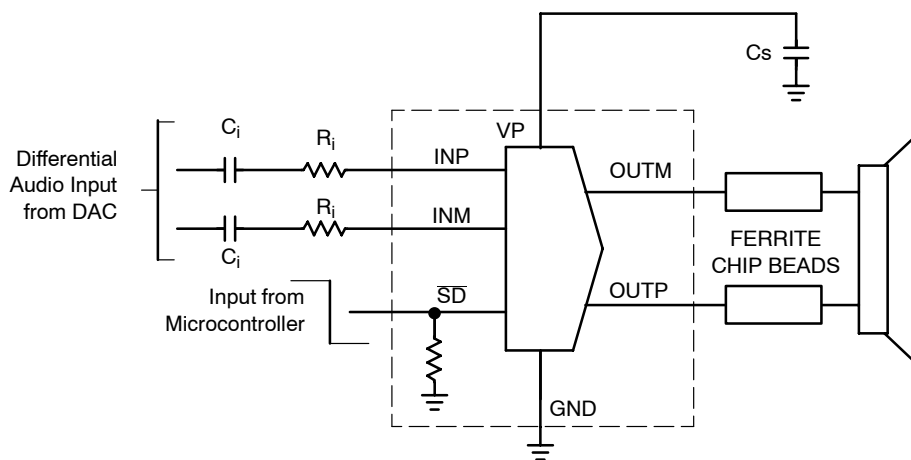 Cs
VP
Ci
Ri
INP
OUTM
Differential
Audio Input
from DAC
Ri
INM
Ci
FERRITE
CHIP BEADS
Input from
Microcontroller
SD
OUTP
GND